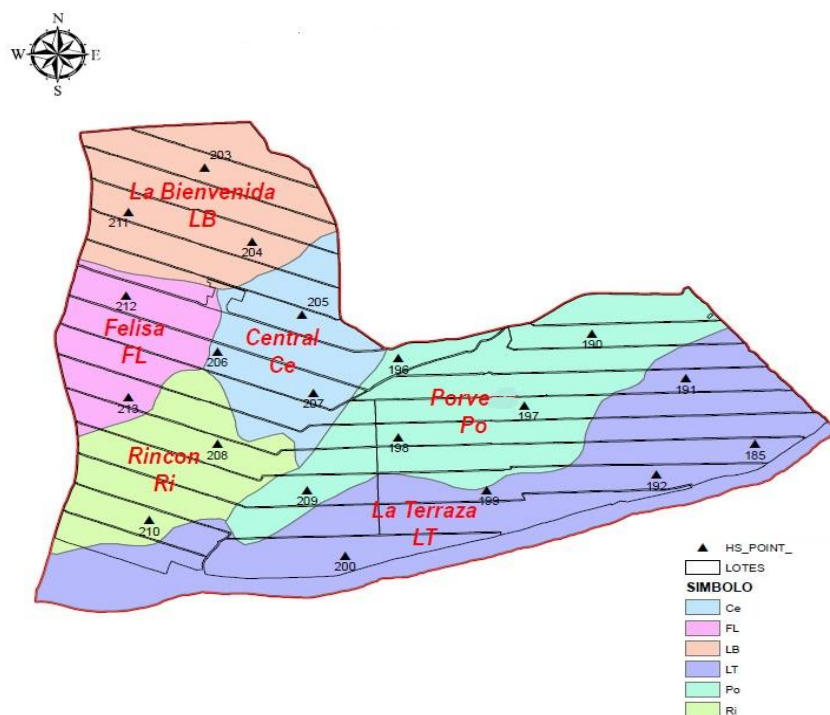 N
W E
S
203
La Bienvenida
LB
211
204
212
205
Felisa
FL
Central
Ce
206
190
196
191
213
207
Porve
Po
197
198
208
Rincon
Ri
185
192
209
199
210
La Terraza
LT
200
HS_POINT_
LOTES
SIMBOLO
Ce
FL
LB
LT
Po
Ri